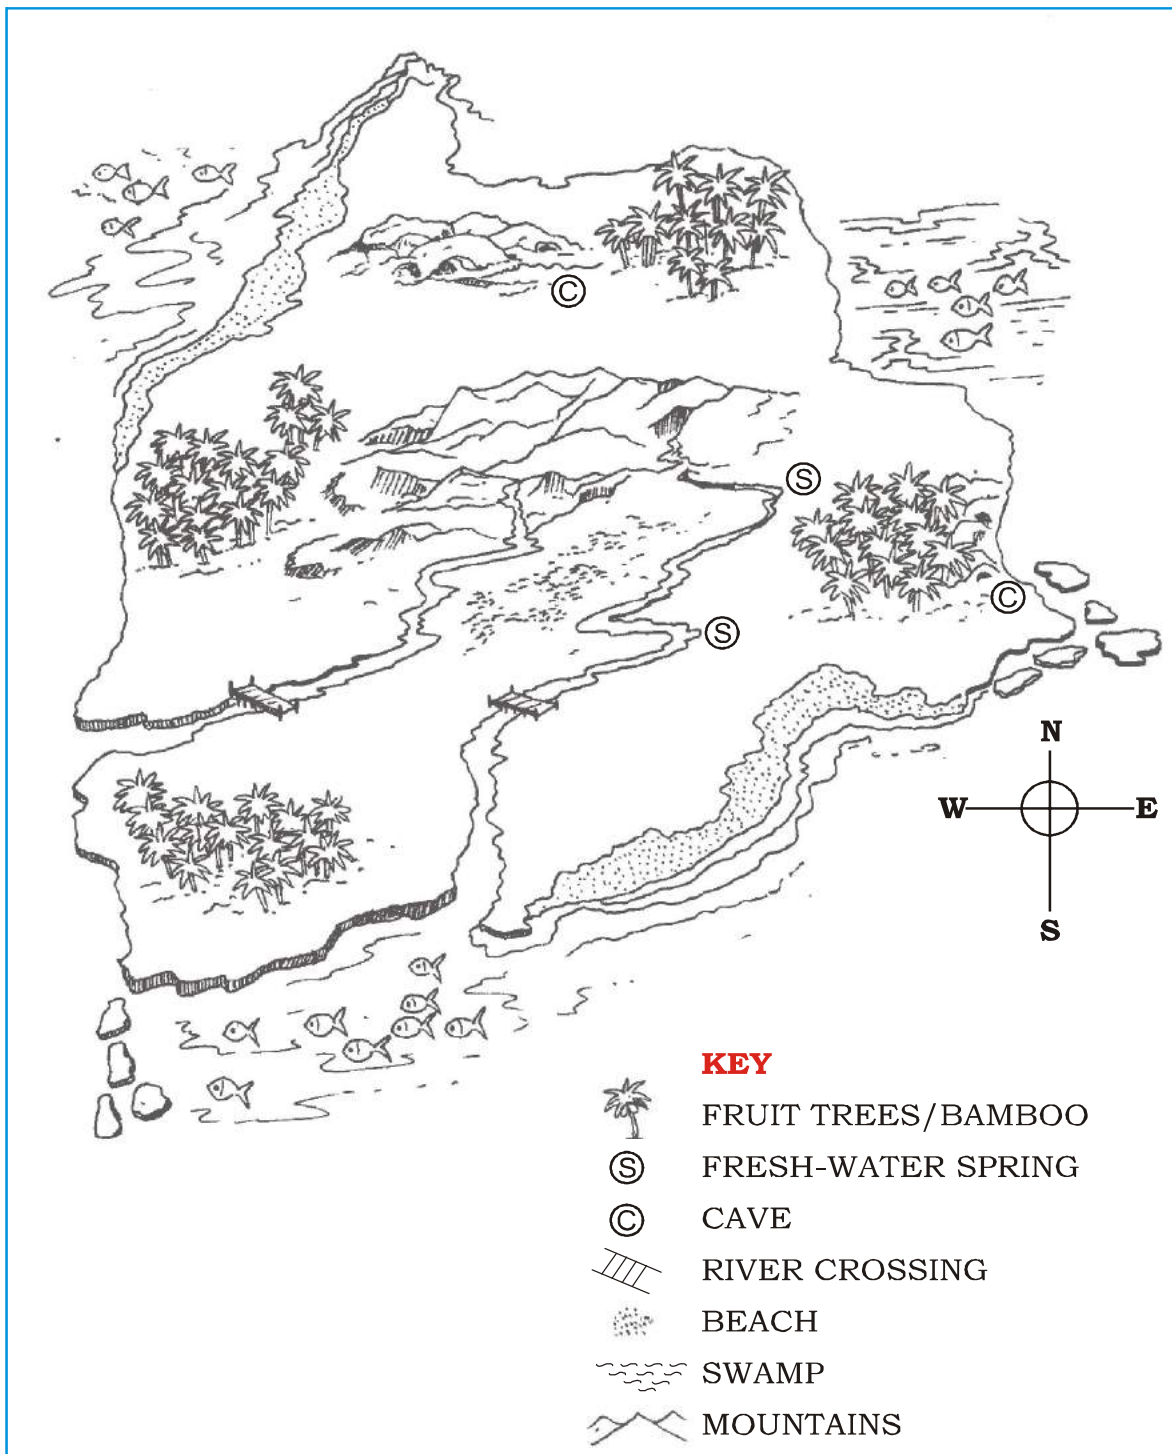 C
S
C
S
N
W E
S
KEY
FRUIT TREES/BAMBOO
S FRESH-WATER SPRING
C CAVE
RIVER CROSSING
BEACH
SWAMP
MOUNTAINS